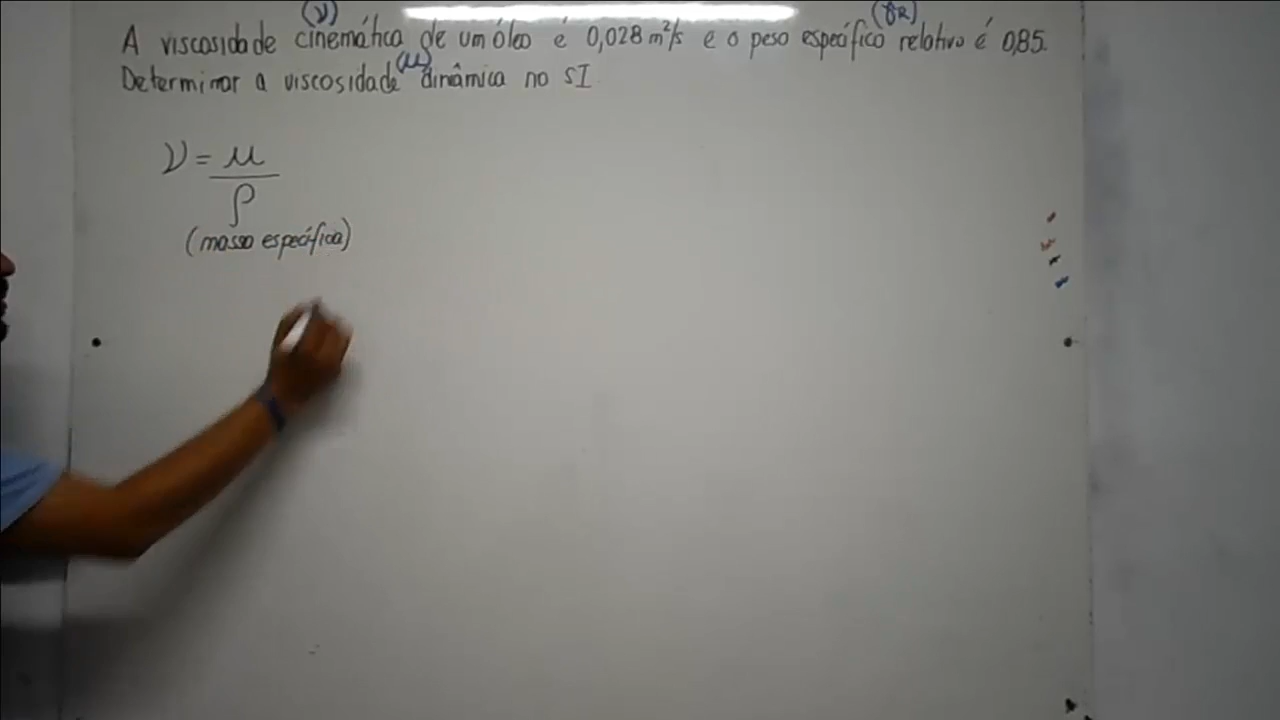 (ν) (γR)
A viscosidade cinemática de um óleo é 0,028 m²/s e o peso específico relativo é 0,85.
(μ)
Determinar a viscosidade dinâmica no SI
ν = μ
ρ
(massa específica)